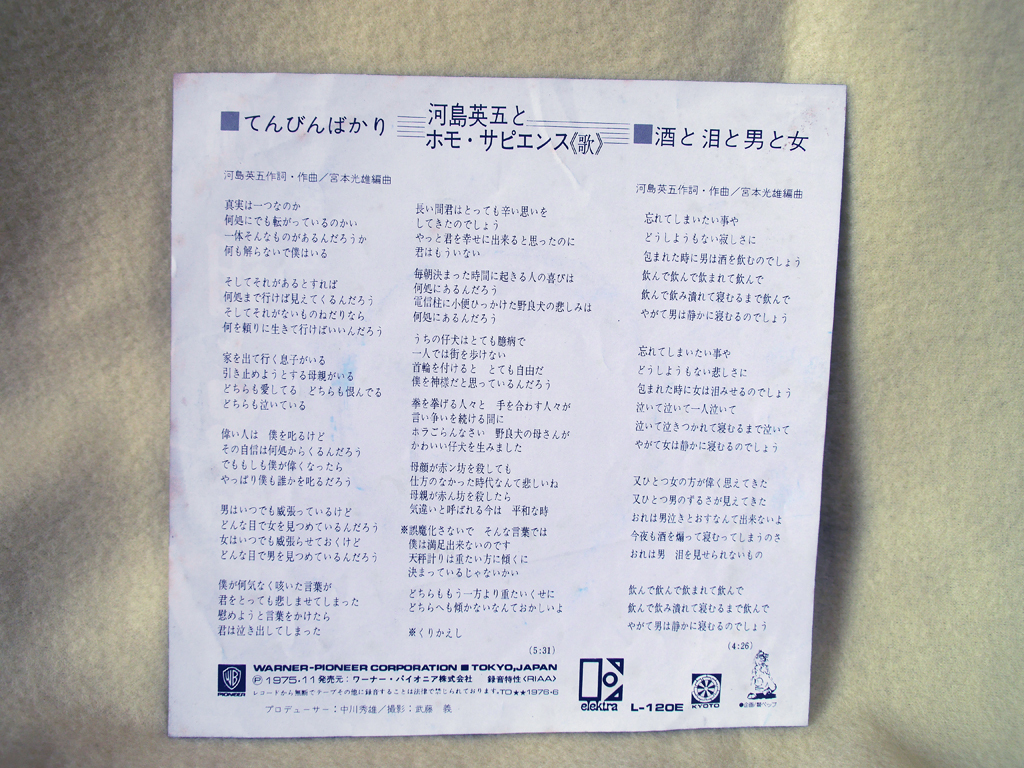 ■てんびんばかり
河島英五と
ホモ・サピエンス《歌》
■酒と泪と男と女
河島英五作詞・作曲／宮本光雄編曲
真実は一つなのか
何処にでも転がっているのかい
一体そんなものがあるんだろうか
何も解らないで僕はいる
そしてそれがあるとすれば
何処まで行けば見えてくるんだろう
そしてそれがないものねだりなら
何を頼りに生きて行けばいいんだろう
家を出て行く息子がいる
引き止めようとする母親がいる
どちらも愛してる　どちらも恨んでる
どちらも泣いている
偉い人は　僕を叱るけど
その自信は何処からくるんだろう
でももしも僕が偉くなったら
やっぱり僕も誰かを叱るだろう
男はいつでも威張っているけど
どんな目で女を見つめているんだろう
女はいつでも威張らせておくけど
どんな目で男を見つめているんだろう
僕が何気なく咳いた言葉が
君をとっても悲しませてしまった
慰めようと言葉をかけたら
君は泣き出してしまった
長い間君はとっても辛い思いを
してきたのでしょう
やっと君を幸せに出来ると思ったのに
君はもういない
毎朝決まった時間に起きる人の喜びは
何処にあるんだろう
電信柱に小便ひっかけた野良犬の悲しみは
何処にあるんだろう
うちの仔犬はとても臆病で
一人では街を歩けない
首輪を付けると　とても自由だ
僕を神様だと思っているんだろう
拳を挙げる人々と　手を合わす人々が
言い争いを続ける間に
ホラごらんなさい　野良犬の母さんが
かわいい仔犬を生みました
母顔が赤ン坊を殺しても
仕方のなかった時代なんて悲しいね
母親が赤ん坊を殺したら
気違いと呼ばれる今は　平和な時
※誤魔化さないで　そんな言葉では
僕は満足出来ないのです
天秤計りは重たい方に傾くに
決まっているじゃないかい
どちらももう一方より重たいくせに
どちらへも傾かないなんておかしいよ
※くりかえし
(5:31)
河島英五作詞・作曲／宮本光雄編曲
忘れてしまいたい事や
どうしようもない寂しさに
包まれた時に男は酒を飲むのでしょう
飲んで飲んで飲まれて飲んで
飲んで飲み潰れて寝むるまで飲んで
やがて男は静かに寝むるのでしょう
忘れてしまいたい事や
どうしようもない悲しさに
包まれた時に女は泪みせるのでしょう
泣いて泣いて一人泣いて
泣いて泣きつかれて寝むるまで泣いて
やがて女は静かに寝むるのでしょう
又ひとつ女の方が偉く思えてきた
又ひとつ男のずるさが見えてきた
おれは男泣きとおすなんて出来ないよ
今夜も酒を煽って寝むってしまうのさ
おれは男　泪を見せられないもの
飲んで飲んで飲まれて飲んで
飲んで飲み潰れて寝むるまで飲んで
やがて男は静かに寝むるのでしょう
(4:26)
PIONEER
WARNER-PIONEER CORPORATION ■ TOKYO, JAPAN
Ⓟ1975・11 発売元：ワーナー・パイオニア株式会社　録音特性〈RIAA〉
レコードから無断でテープその他に録音することは法律で禁じられております。TO★★1976・6
プロデューサー：中川秀雄／撮影：武藤　義
elektra
L-120E
KYOTO